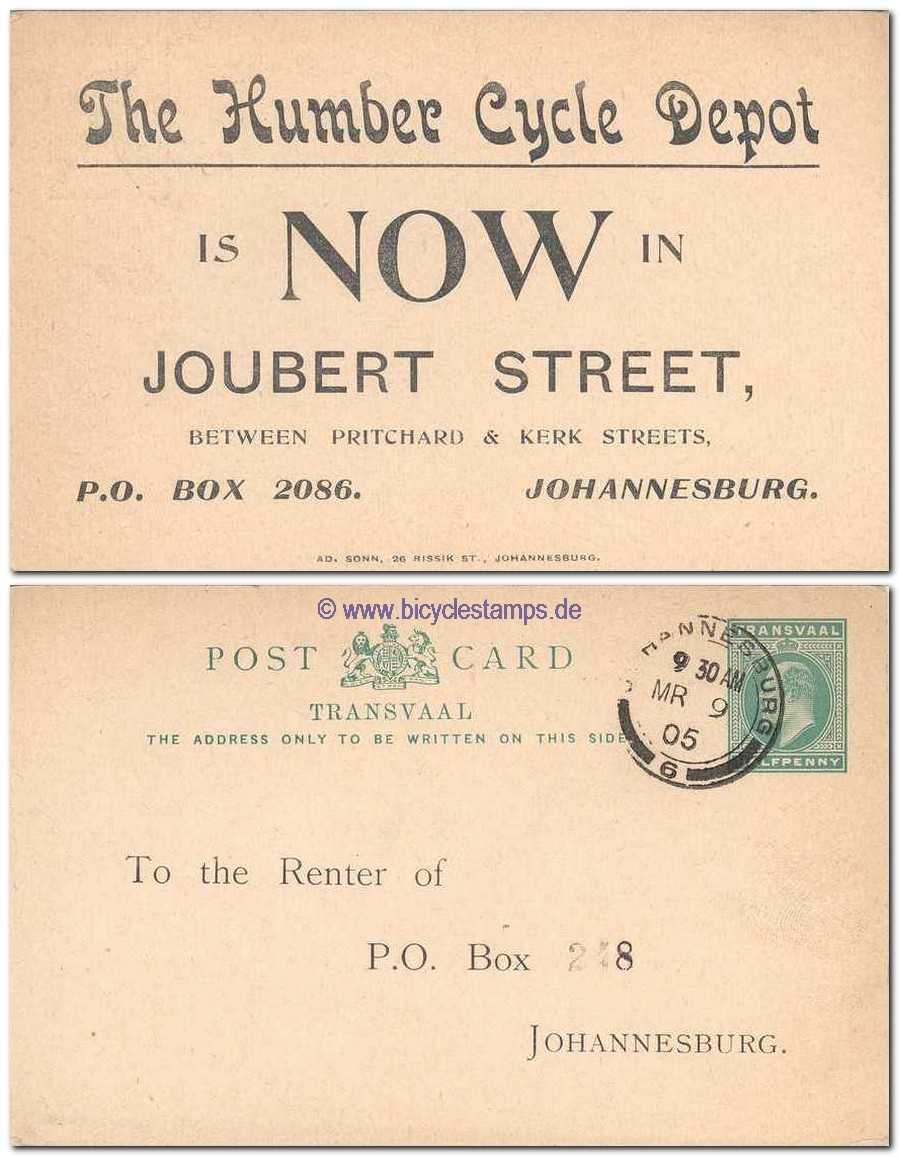 The Humber Cycle Depot
IS NOW IN
JOUBERT STREET,
BETWEEN PRITCHARD & KERK STREETS,
P.O. BOX 2086. JOHANNESBURG.
AD. SONN, 26 RISSIK ST., JOHANNESBURG.
© www.bicyclestamps.de
POST CARD
TRANSVAAL
THE ADDRESS ONLY TO BE WRITTEN ON THIS SIDE
HANNESBURG
9 30 AM
MR 9
05
6
TRANSVAAL
LFPENNY
To the Renter of
P.O. Box
JOHANNESBURG.